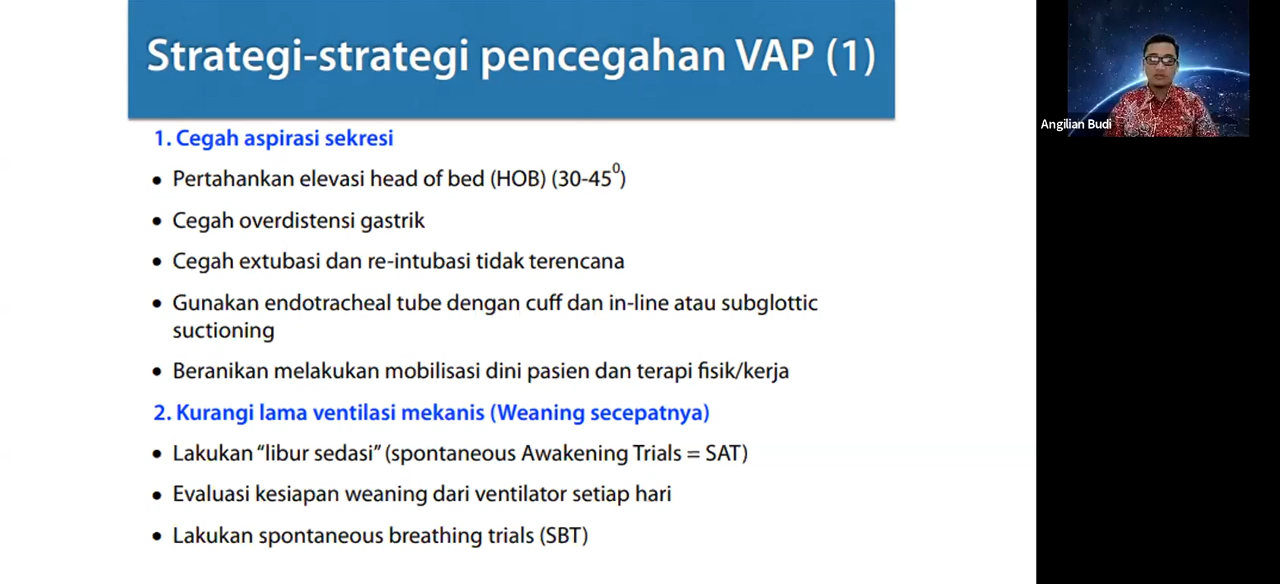 Strategi-strategi pencegahan VAP (1)
1. Cegah aspirasi sekresi
• Pertahankan elevasi head of bed (HOB) (30-45⁰)
• Cegah overdistensi gastrik
• Cegah extubasi dan re-intubasi tidak terencana
• Gunakan endotracheal tube dengan cuff dan in-line atau subglottic
suctioning
• Beranikan melakukan mobilisasi dini pasien dan terapi fisik/kerja
2. Kurangi lama ventilasi mekanis (Weaning secepatnya)
• Lakukan “libur sedasi” (spontaneous Awakening Trials = SAT)
• Evaluasi kesiapan weaning dari ventilator setiap hari
• Lakukan spontaneous breathing trials (SBT)
Angilian Budi